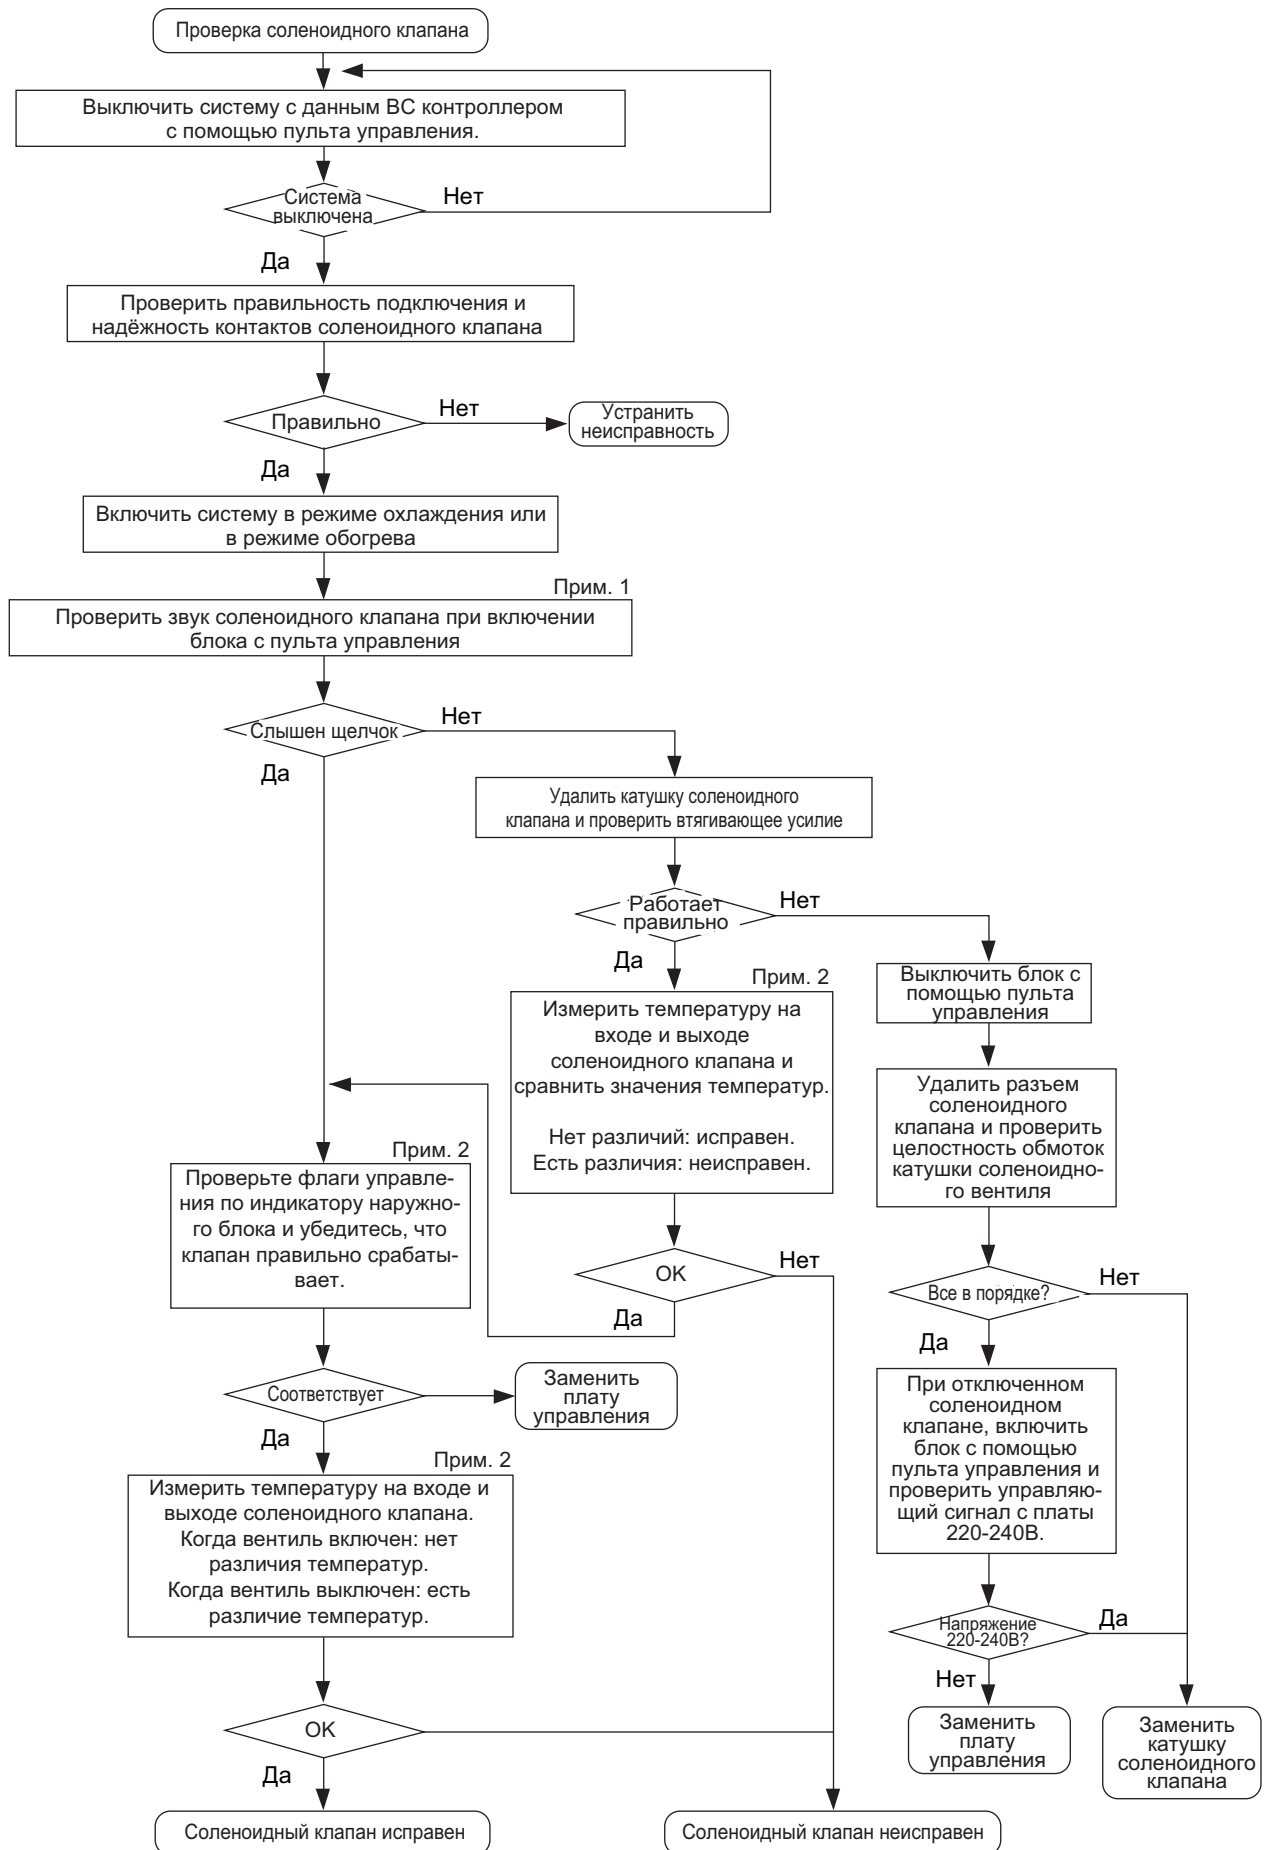 Проверка соленоидного клапана
Выключить систему с данным BC контроллером
с помощью пульта управления.
Система
выключена
Нет
Да
Проверить правильность подключения и
надёжность контактов соленоидного клапана
Правильно
Нет
Устранить
неисправность
Да
Включить систему в режиме охлаждения или
в режиме обогрева
Прим. 1
Проверить звук соленоидного клапана при включении
блока с пульта управления
Слышен щелчок
Нет
Да
Удалить катушку соленоидного
клапана и проверить втягивающее усилие
Работает
правильно
Нет
Да
Прим. 2
Измерить температуру на
входе и выходе
соленоидного клапана и
сравнить значения температур.
Нет различий: исправен.
Есть различия: неисправен.
OK
Нет
Да
Выключить блок с
помощью пульта
управления
Удалить разъем
соленоидного
клапана и проверить
целостность обмоток
катушки соленоидно-
го вентиля
Все в порядке?
Нет
Да
При отключенном
соленоидном
клапане, включить
блок с помощью
пульта управления и
проверить управляю-
щий сигнал с платы
220-240В.
Напряжение
220-240В?
Да
Нет
Заменить
плату
управления
Заменить
катушку
соленоидного
клапана
Прим. 2
Проверьте флаги управле-
ния по индикатору наружно-
го блока и убедитесь, что
клапан правильно срабаты-
вает.
Соответствует
Заменить
плату
управления
Да
Прим. 2
Измерить температуру на входе и
выходе соленоидного клапана.
Когда вентиль включен: нет
различия температур.
Когда вентиль выключен: есть
различие температур.
OK
Да
Соленоидный клапан исправен
Соленоидный клапан неисправен